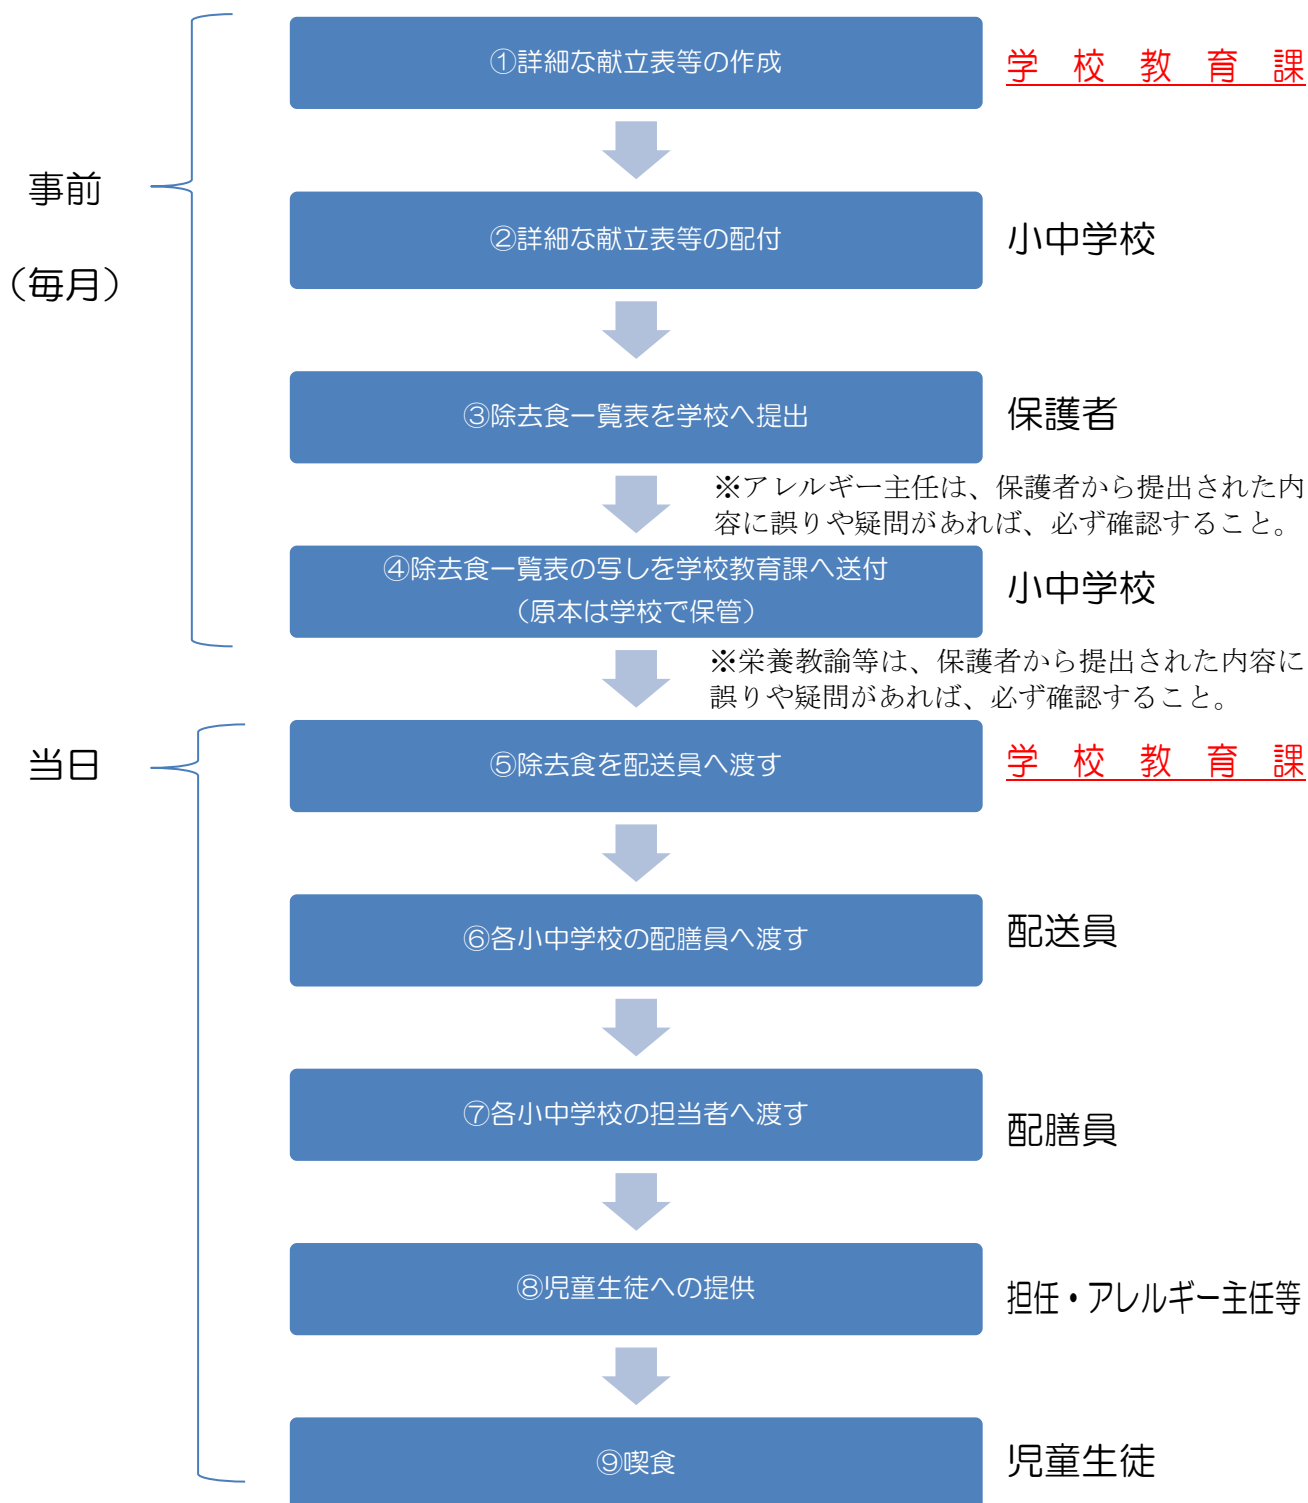 ①詳細な献立表等の作成
学校教育課
事前
（毎月）
②詳細な献立表等の配付
小中学校
③除去食一覧表を学校へ提出
保護者
※アレルギー主任は、保護者から提出された内
容に誤りや疑問があれば、必ず確認すること。
④除去食一覧表の写しを学校教育課へ送付
（原本は学校で保管）
小中学校
※栄養教諭等は、保護者から提出された内容に
誤りや疑問があれば、必ず確認すること。
当日
⑤除去食を配送員へ渡す
学校教育課
⑥各小中学校の配膳員へ渡す
配送員
⑦各小中学校の担当者へ渡す
配膳員
⑧児童生徒への提供
担任・アレルギー主任等
⑨喫食
児童生徒